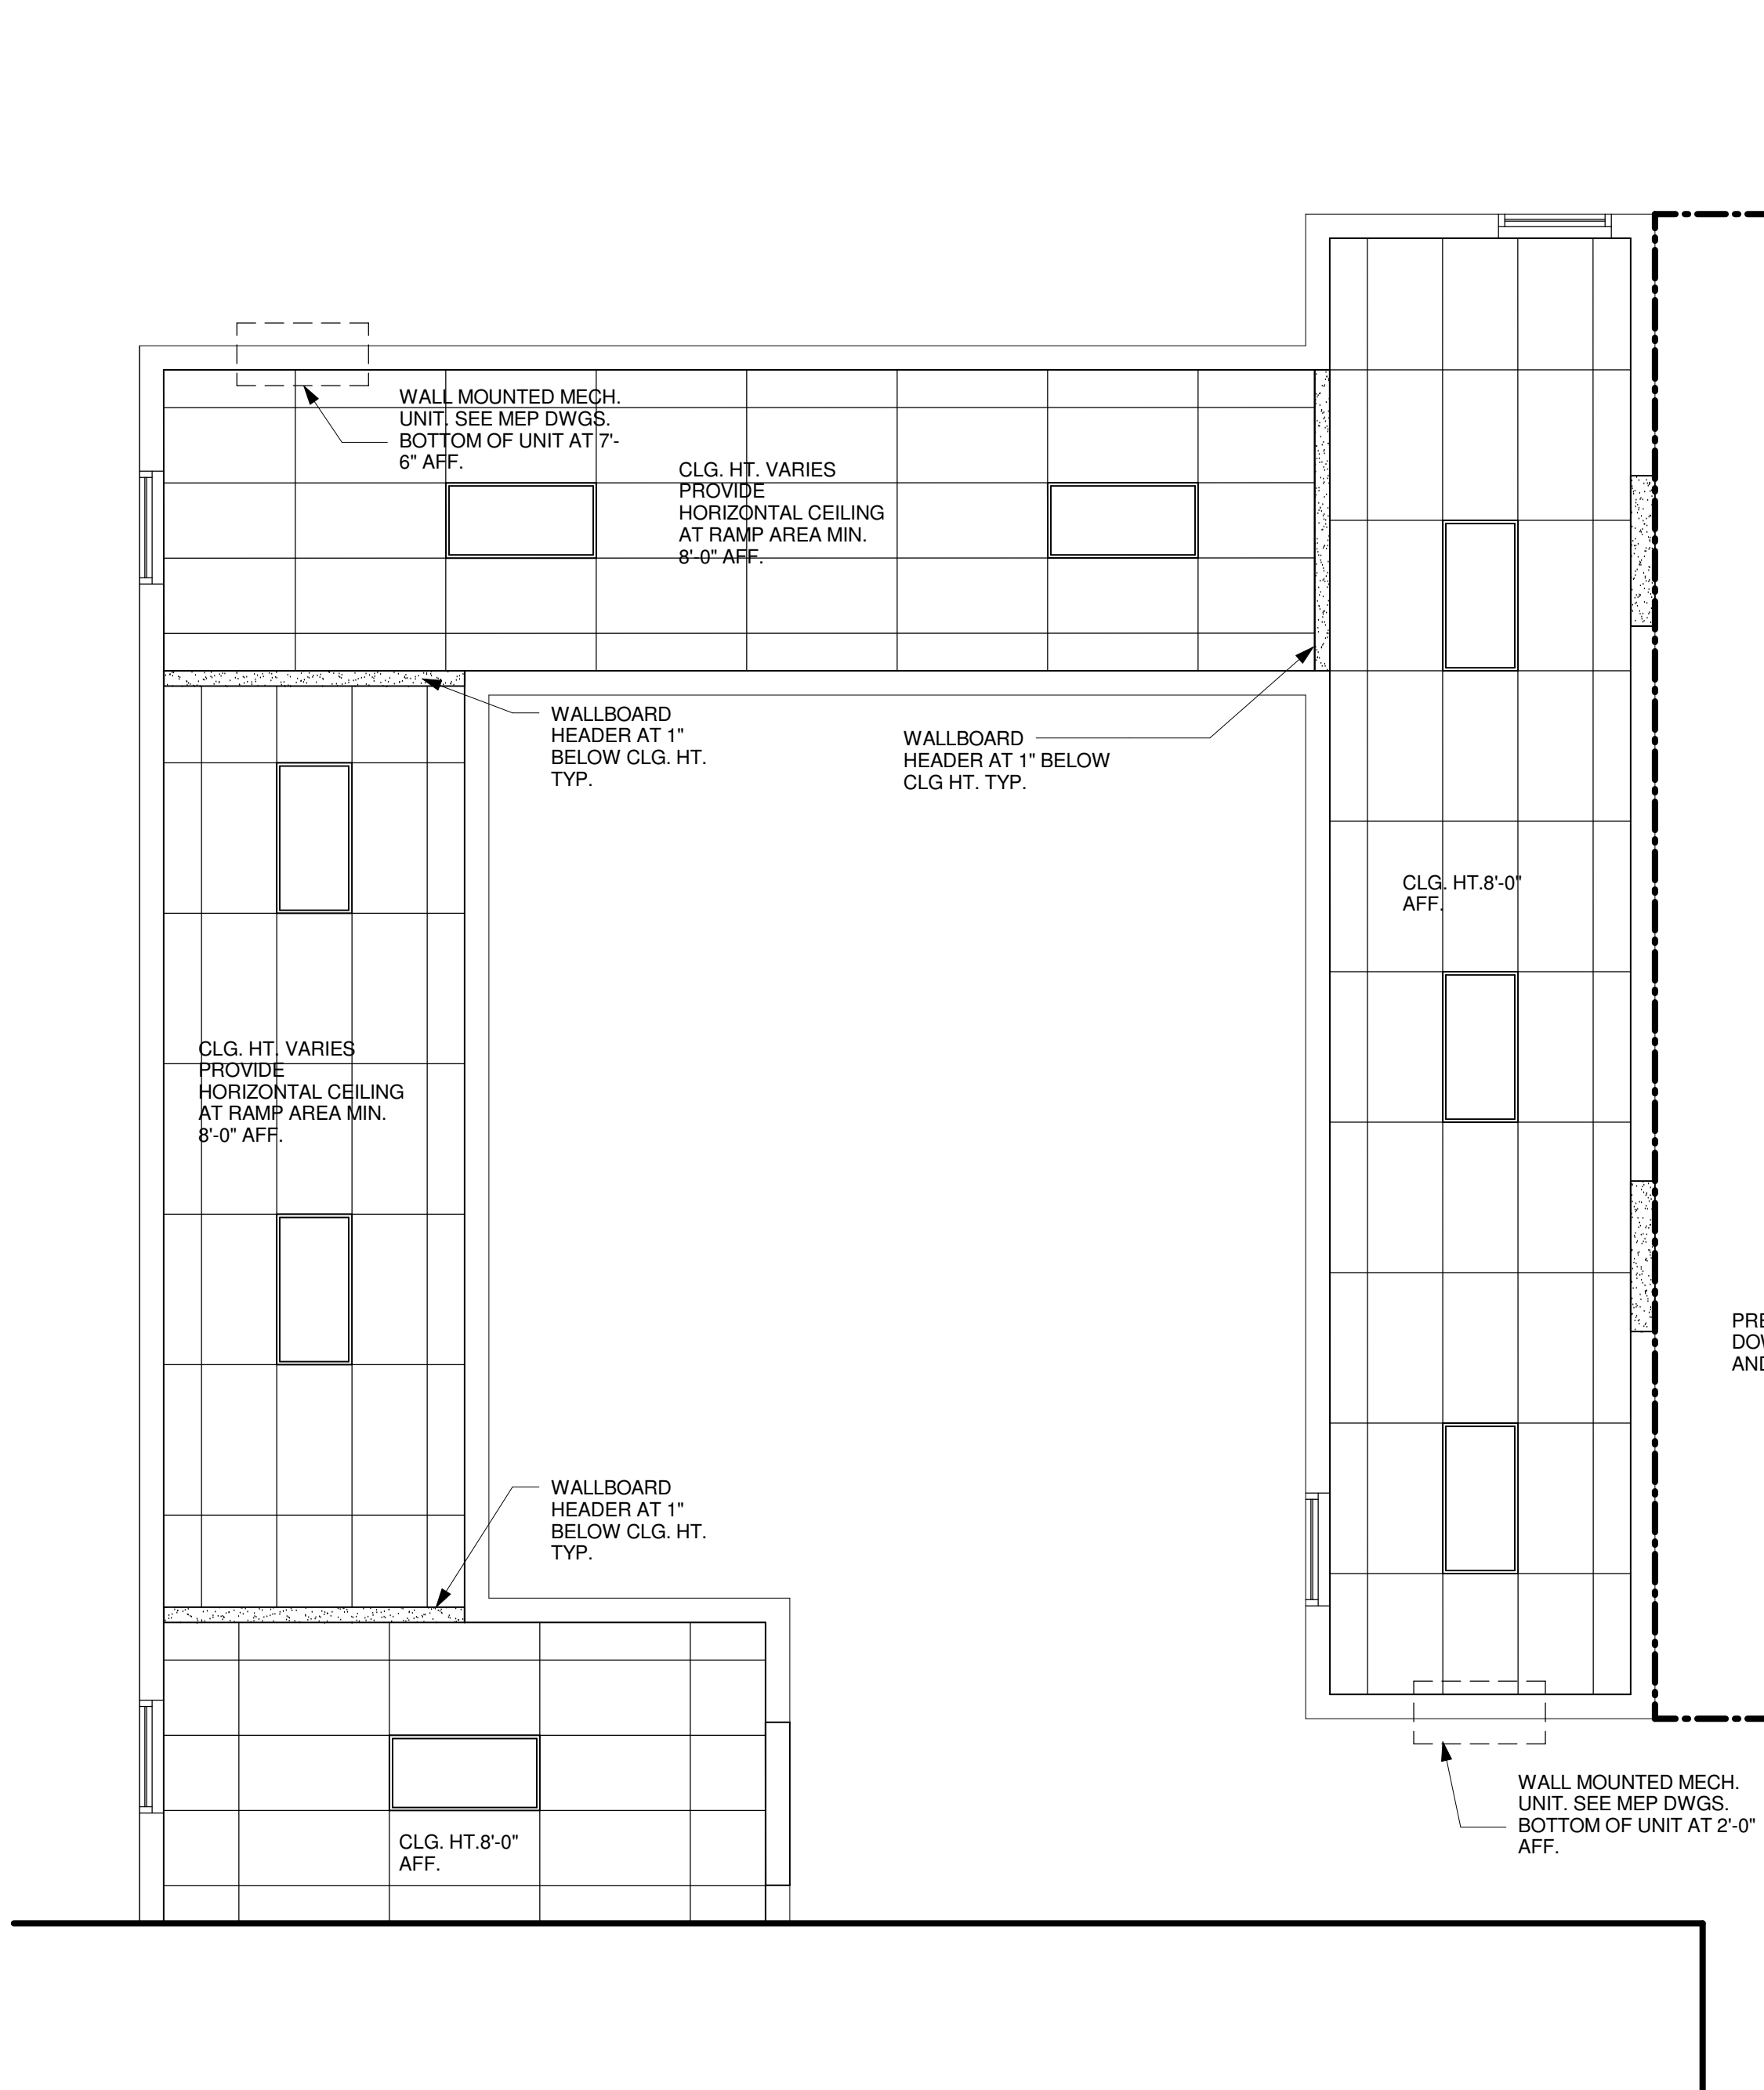 WALL MOUNTED MECH.
UNIT. SEE MEP DWGS.
BOTTOM OF UNIT AT 7'-
6" AFF.
CLG. HT. VARIES
PROVIDE
HORIZONTAL CEILING
AT RAMP AREA MIN.
8'-0" AFF.
WALLBOARD
HEADER AT 1"
BELOW CLG. HT.
TYP.
WALLBOARD
HEADER AT 1" BELOW
CLG HT. TYP.
CLG. HT.8'-0"
AFF.
CLG. HT. VARIES
PROVIDE
HORIZONTAL CEILING
AT RAMP AREA MIN.
8'-0" AFF.
WALLBOARD
HEADER AT 1"
BELOW CLG. HT.
TYP.
WALL MOUNTED MECH.
UNIT. SEE MEP DWGS.
BOTTOM OF UNIT AT 2'-0"
AFF.
CLG. HT.8'-0"
AFF.